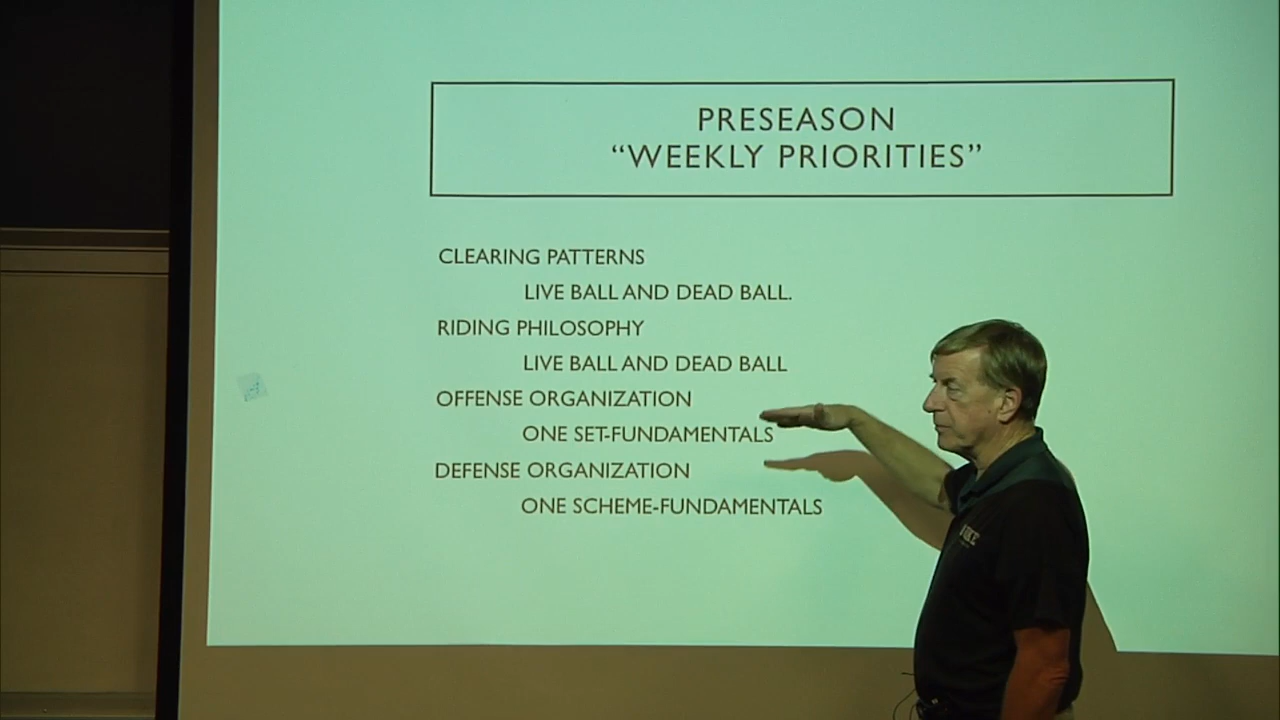 PRESEASON
“WEEKLY PRIORITIES”
CLEARING PATTERNS
LIVE BALL AND DEAD BALL.
RIDING PHILOSOPHY
LIVE BALL AND DEAD BALL
OFFENSE ORGANIZATION
ONE SET-FUNDAMENTALS
DEFENSE ORGANIZATION
ONE SCHEME-FUNDAMENTALS